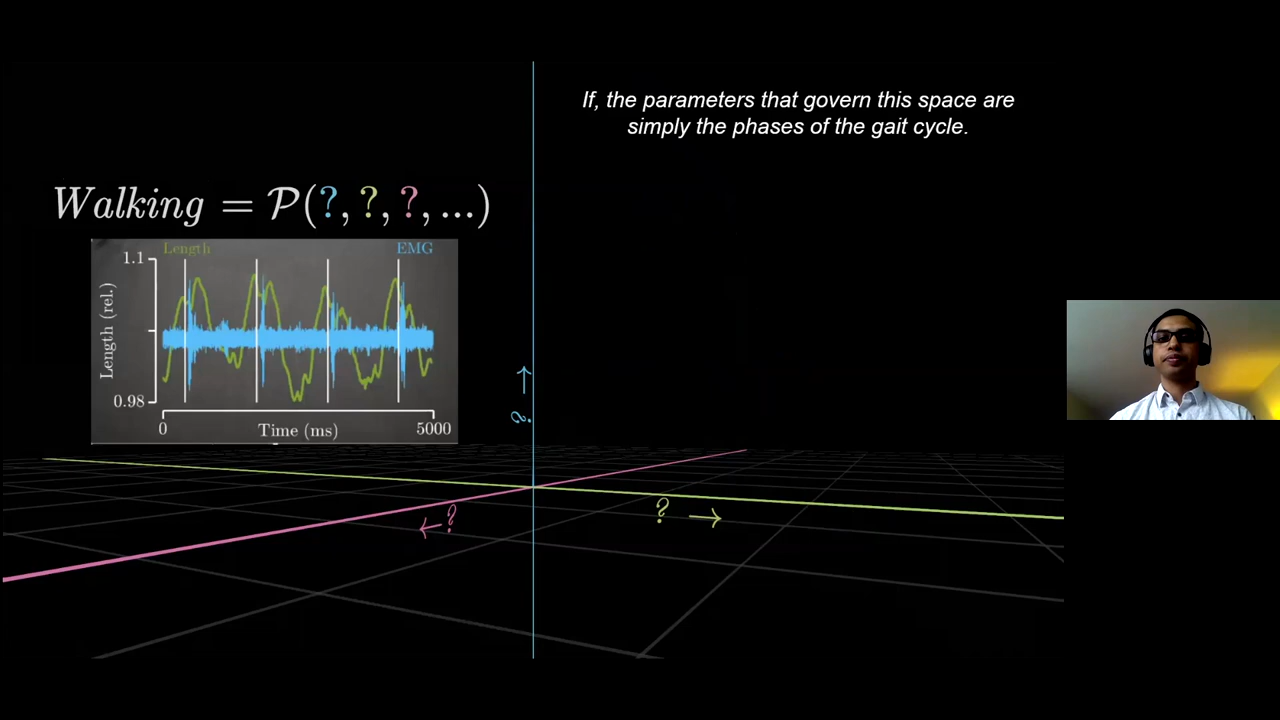 If, the parameters that govern this space are
simply the phases of the gait cycle.
Walking = P(?, ?, ?, ...)
Length EMG
1.1
Length (rel.)
0.98
0 Time (ms) 5000
↑
?
? →
←?